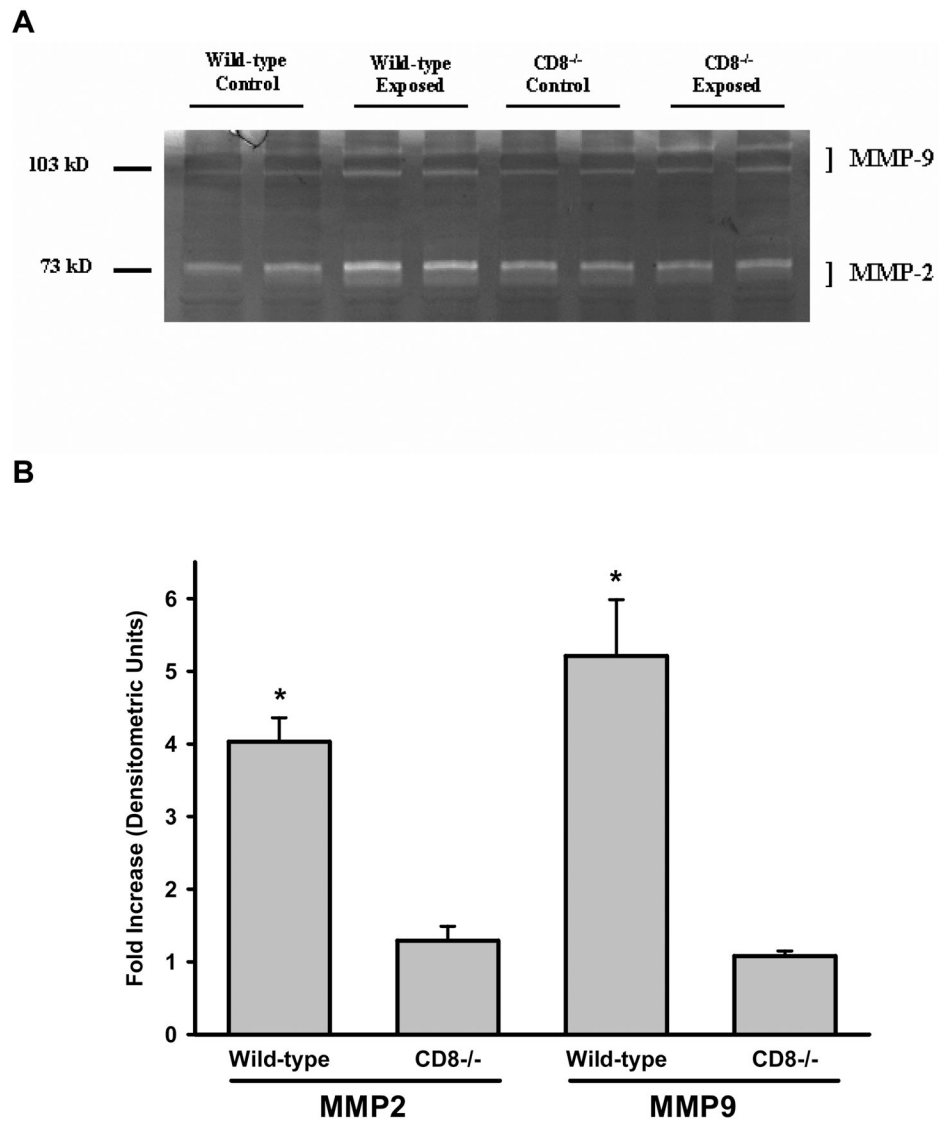 A
Wild-type Control
Wild-type Exposed
CD8-/- Control
CD8-/- Exposed
103 kD
] MMP-9
73 kD
] MMP-2
B
Fold Increase (Densitometric Units)
6
5
4
3
2
1
0
*
*
Wild-type
CD8-/-
Wild-type
CD8-/-
MMP2
MMP9